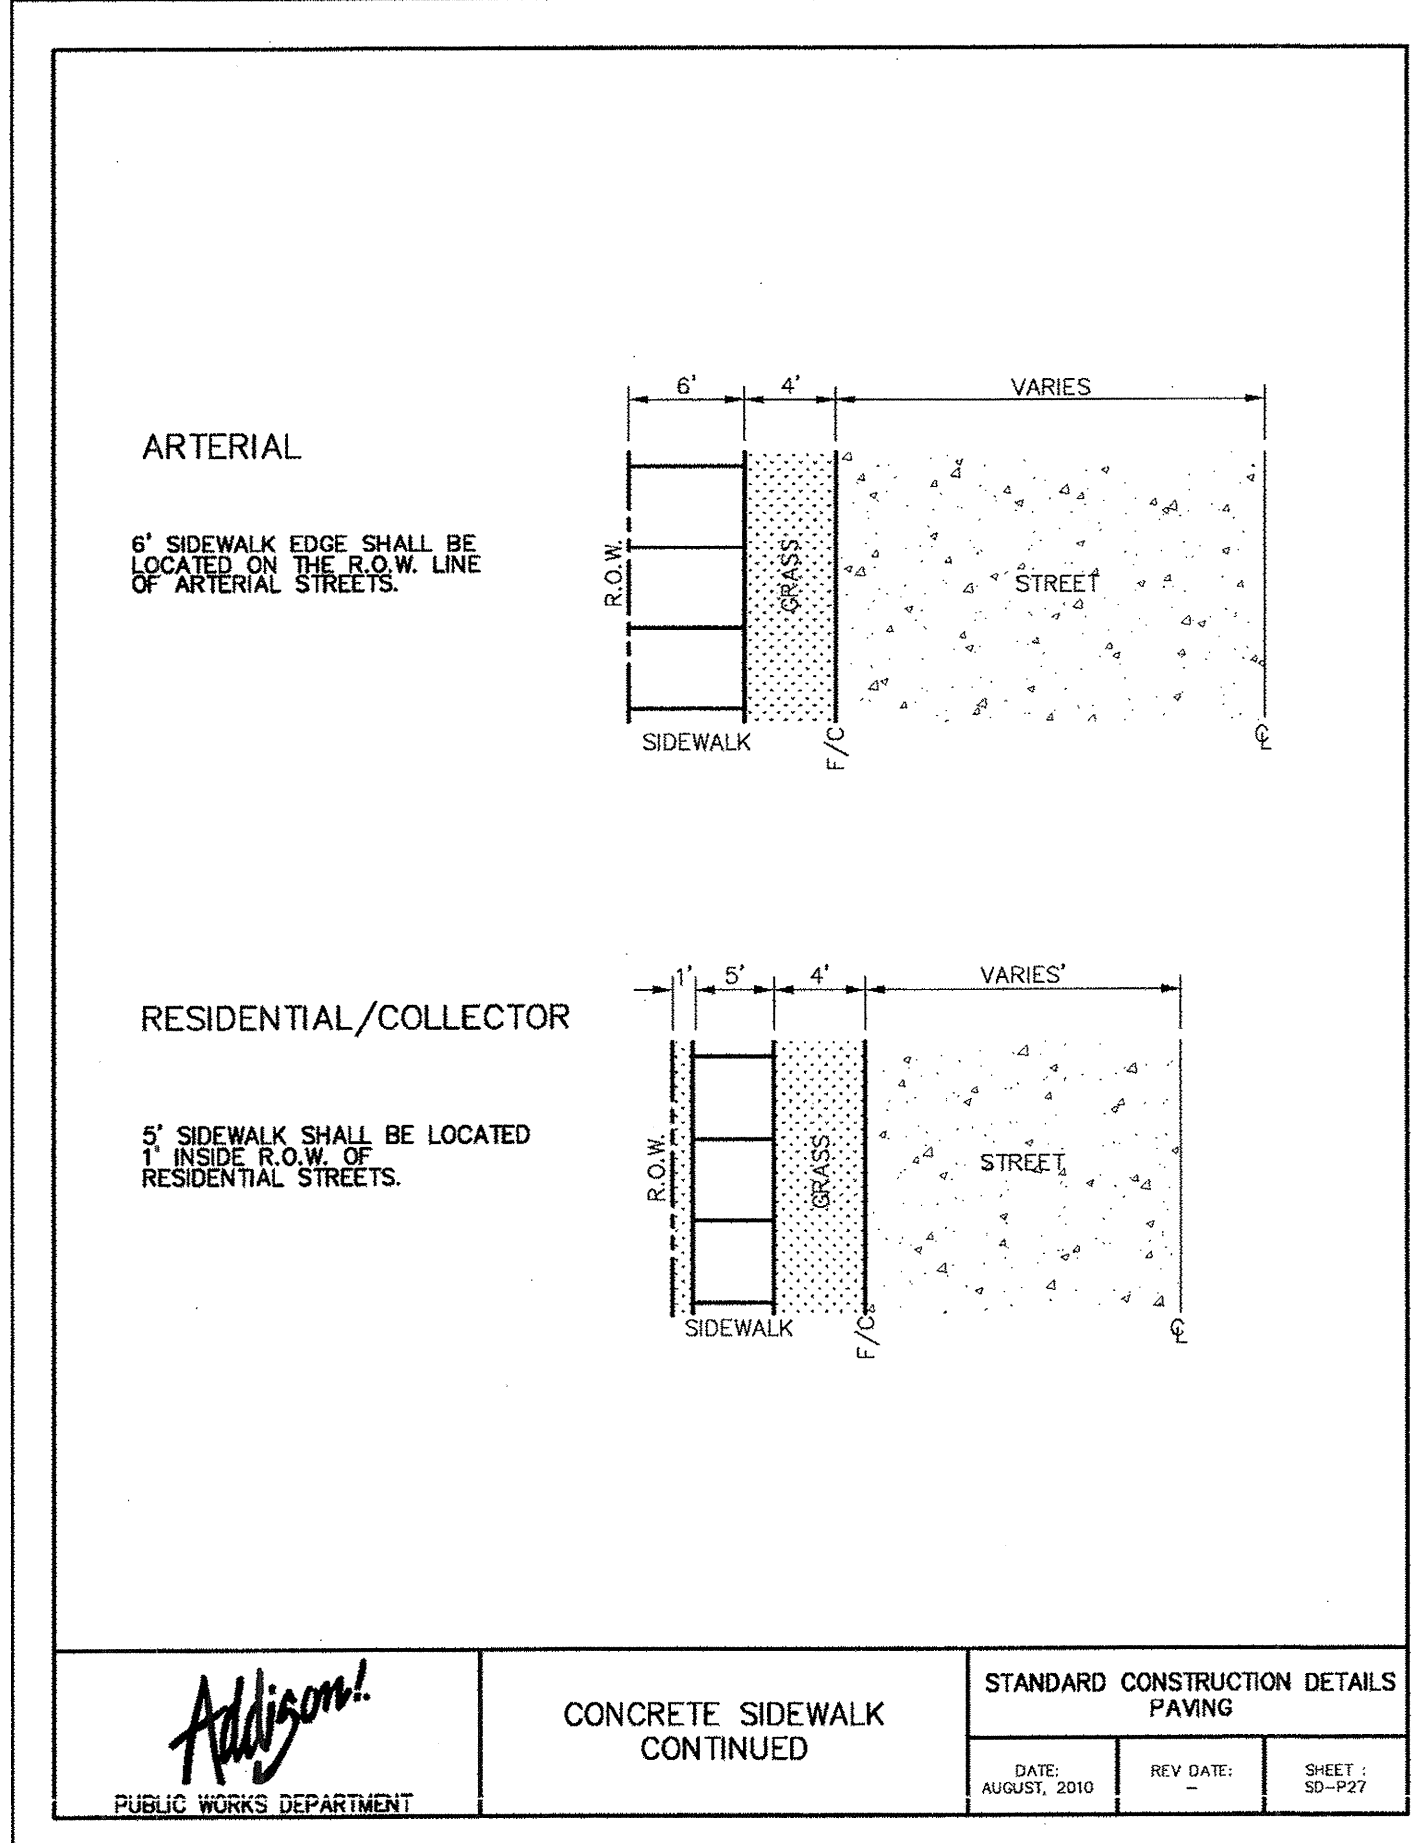 6' 4' VARIES
ARTERIAL
6' SIDEWALK EDGE SHALL BE
LOCATED ON THE R.O.W. LINE
OF ARTERIAL STREETS.
R.O.W.
GRASS
STREET
SIDEWALK
F/C
℄
1' 5' 4' VARIES'
RESIDENTIAL/COLLECTOR
5' SIDEWALK SHALL BE LOCATED
1' INSIDE R.O.W. OF
RESIDENTIAL STREETS.
R.O.W.
GRASS
STREET
SIDEWALK
F/C
℄
Addison!
PUBLIC WORKS DEPARTMENT
CONCRETE SIDEWALK
CONTINUED
STANDARD CONSTRUCTION DETAILS
PAVING
DATE:
AUGUST, 2010
REV DATE:
–
SHEET :
SD-P27